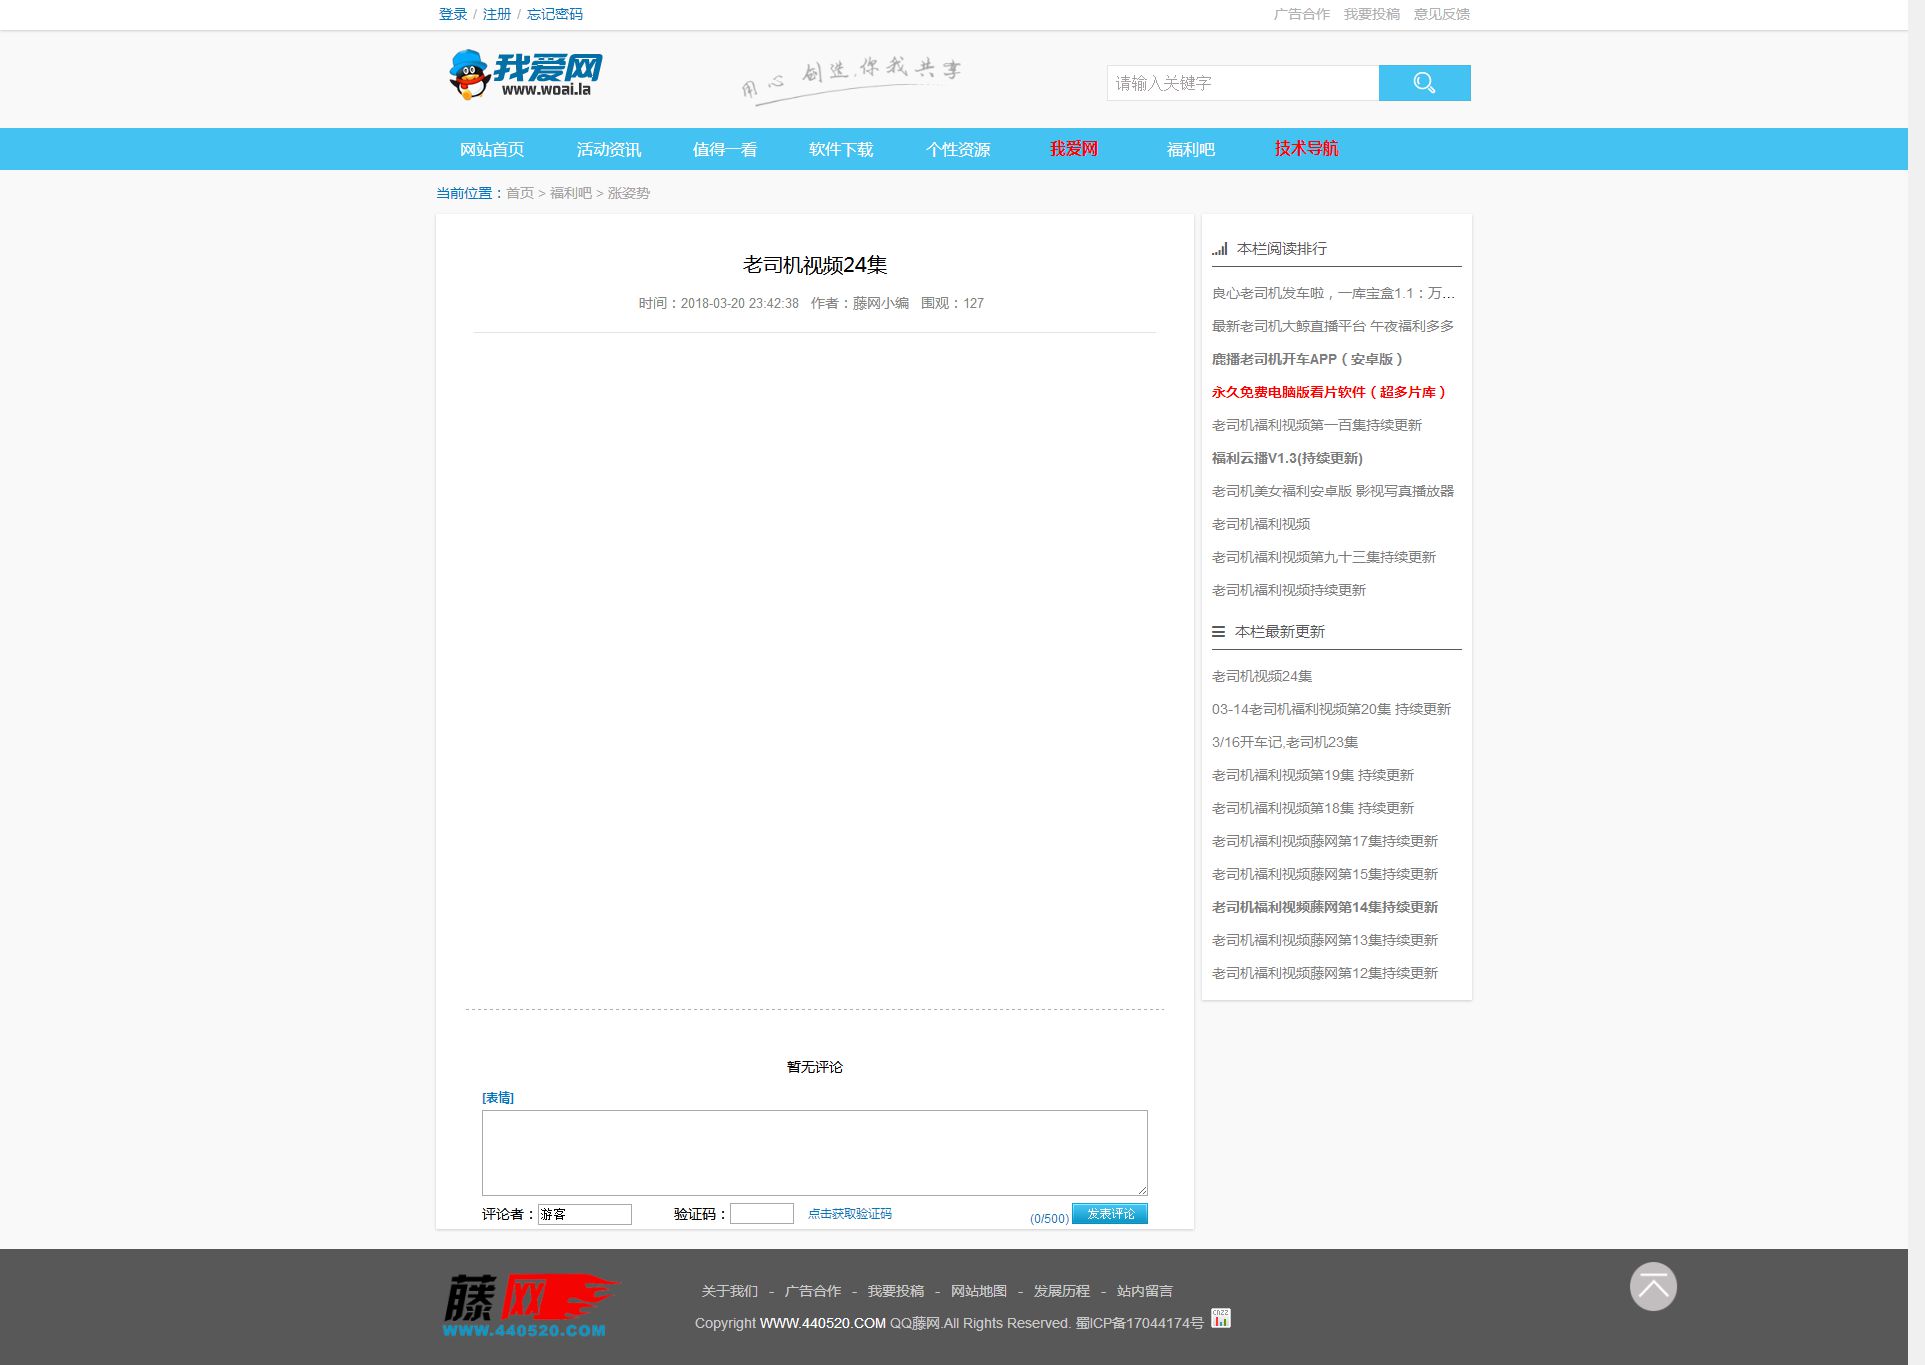 登录 / 注册 / 忘记密码
广告合作 我要投稿 意见反馈
我爱网
www.woai.la
用心 创造,你我共享
请输入关键字
网站首页 活动资讯 值得一看 软件下载 个性资源 我爱网 福利吧 技术导航
当前位置：首页 > 福利吧 > 涨姿势
老司机视频24集
时间：2018-03-20 23:42:38 作者：藤网小编 围观：127
暂无评论
[表情]
评论者：游客 验证码： 点击获取验证码 (0/500) 发表评论
本栏阅读排行
良心老司机发车啦，一库宝盒1.1：万...
最新老司机大鲸直播平台 午夜福利多多
鹿播老司机开车APP（安卓版）
永久免费电脑版看片软件（超多片库）
老司机福利视频第一百集持续更新
福利云播V1.3(持续更新)
老司机美女福利安卓版 影视写真播放器
老司机福利视频
老司机福利视频第九十三集持续更新
老司机福利视频持续更新
本栏最新更新
老司机视频24集
03-14老司机福利视频第20集 持续更新
3/16开车记,老司机23集
老司机福利视频第19集 持续更新
老司机福利视频第18集 持续更新
老司机福利视频藤网第17集持续更新
老司机福利视频藤网第15集持续更新
老司机福利视频藤网第14集持续更新
老司机福利视频藤网第13集持续更新
老司机福利视频藤网第12集持续更新
藤网
WWW.440520.COM
关于我们 - 广告合作 - 我要投稿 - 网站地图 - 发展历程 - 站内留言
Copyright WWW.440520.COM QQ藤网.All Rights Reserved. 蜀ICP备17044174号
CNZZ